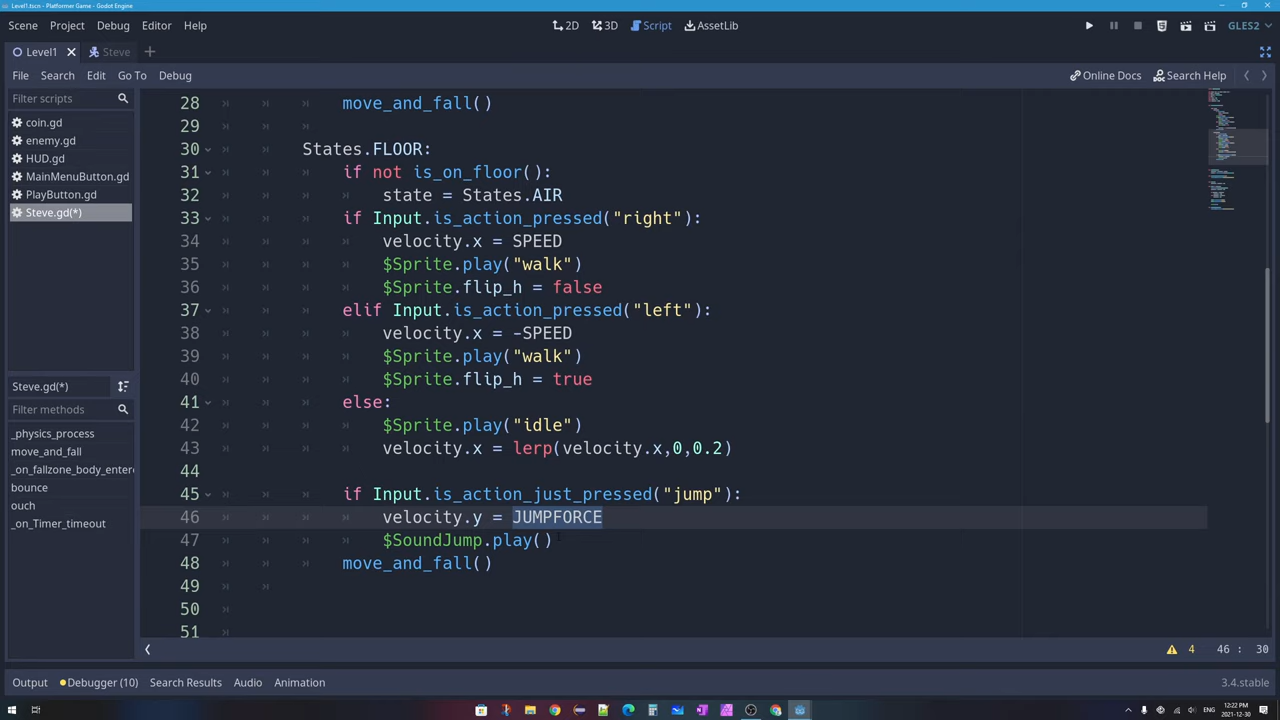 Level1.tscn - Platformer Game - Godot Engine
Scene Project Debug Editor Help 2D 3D Script AssetLib GLES2
Level1 Steve
File Search Edit Go To Debug Online Docs Search Help
Filter scripts
coin.gd
enemy.gd
HUD.gd
MainMenuButton.gd
PlayButton.gd
Steve.gd(*)
Steve.gd(*)
Filter methods
_physics_process
move_and_fall
_on_fallzone_body_entere
bounce
ouch
_on_Timer_timeout
28 move_and_fall()
29
30 States.FLOOR:
31 if not is_on_floor():
32 state = States.AIR
33 if Input.is_action_pressed("right"):
34 velocity.x = SPEED
35 $Sprite.play("walk")
36 $Sprite.flip_h = false
37 elif Input.is_action_pressed("left"):
38 velocity.x = -SPEED
39 $Sprite.play("walk")
40 $Sprite.flip_h = true
41 else:
42 $Sprite.play("idle")
43 velocity.x = lerp(velocity.x,0,0.2)
44
45 if Input.is_action_just_pressed("jump"):
46 velocity.y = JUMPFORCE
47 $SoundJump.play()
48 move_and_fall()
49
50
51
4 46 : 30
Output Debugger (10) Search Results Audio Animation 3.4.stable
12:22 PM
2021-12-30